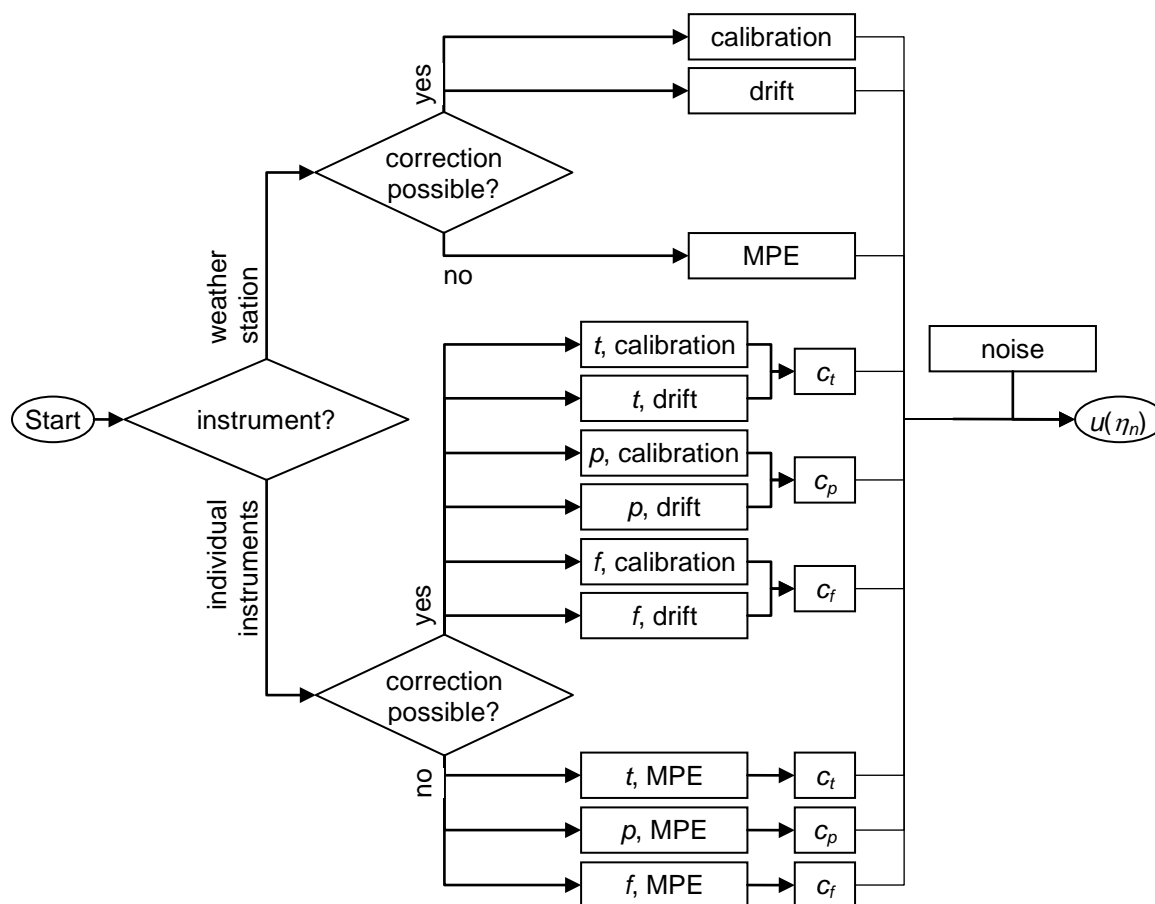 calibration
yes
drift
correction
possible?
MPE
no
weather
station
t, calibration
noise
c_t
t, drift
Start
instrument?
u(η_n)
p, calibration
c_p
p, drift
individual
instruments
f, calibration
c_f
yes
f, drift
correction
possible?
no
t, MPE
c_t
p, MPE
c_p
f, MPE
c_f